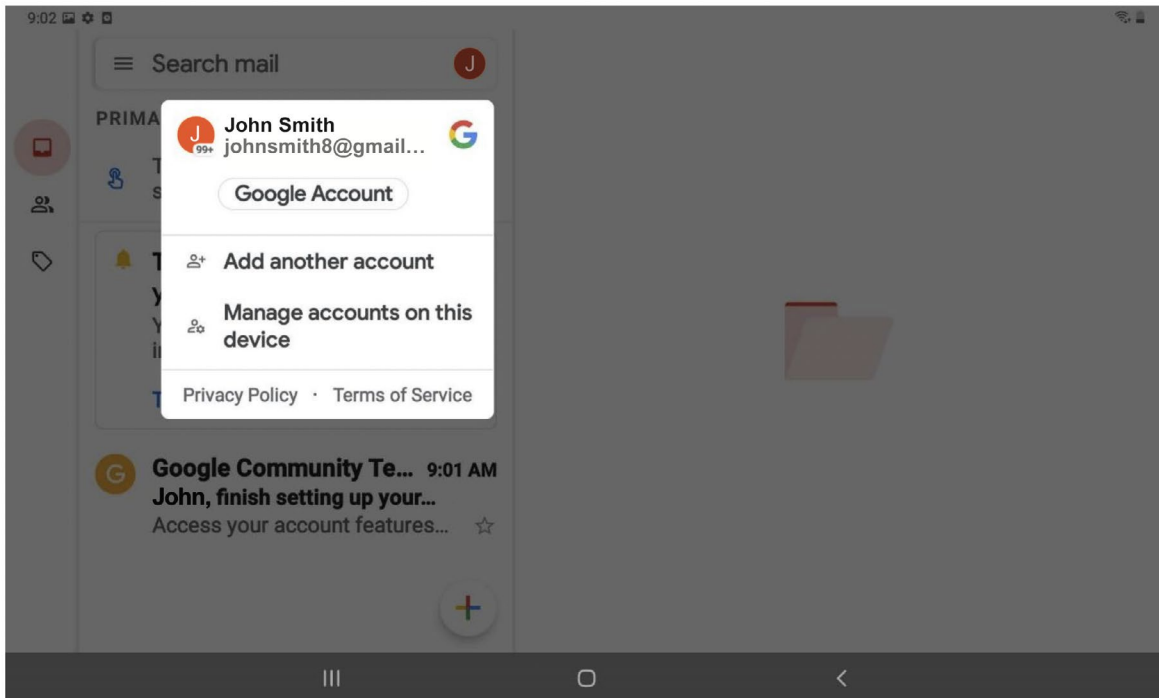 9:02
Search mail
J
PRIMA
J
99+
John Smith
johnsmith8@gmail...
G
Google Account
T
s
Add another account
T
y
Y
i
Manage accounts on this
device
T
Privacy Policy · Terms of Service
G
Google Community Te... 9:01 AM
John, finish setting up your...
Access your account features...